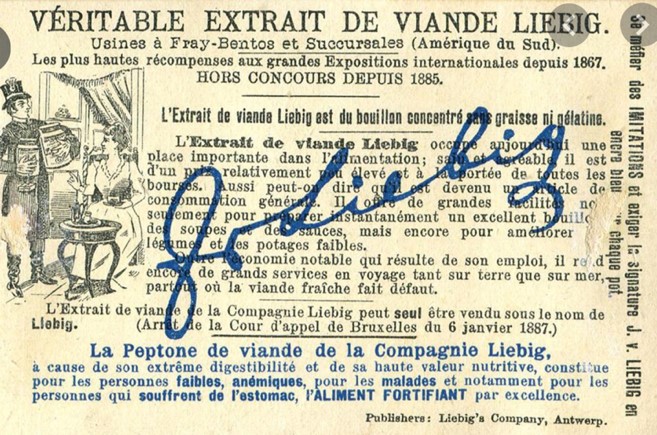 VÉRITABLE EXTRAIT DE VIANDE LIEBIG.
Usines à Fray-Bentos et Succursales (Amérique du Sud).
Les plus hautes récompenses aux grandes Expositions internationales depuis 1867.
HORS CONCOURS DEPUIS 1885.
L'Extrait de viande Liebig est du bouillon concentré sans graisse ni gélatine.
L'Extrait de viande Liebig occupe aujourd'hui une
place importante dans l'alimentation; sain et agréable, il est
d'un prix relativement peu élevé et à la portée de toutes les
bourses. Aussi peut-on dire qu'il est devenu article de
consommation générale. Il offre de grandes facilités non
seulement pour préparer instantanément un excellent bouillon,
des soupes et des sauces, mais encore pour améliorer
légumes et les potages faibles.
Outre l'économie notable qui résulte de son emploi, il rend
encore de grands services en voyage tant sur terre que sur mer,
partout où la viande fraîche fait défaut.
L'Extrait de viande de la Compagnie Liebig peut seul être vendu sous le nom de
Liebig. (Arrêt de la Cour d'appel de Bruxelles du 6 janvier 1887.)
La Peptone de viande de la Compagnie Liebig,
à cause de son extrême digestibilité et de sa haute valeur nutritive, constitue
pour les personnes faibles, anémiques, pour les malades et notamment pour les
personnes qui souffrent de l'estomac, l'ALIMENT FORTIFIANT par excellence.
Publishers: Liebig's Company, Antwerp.
Se méfier des IMITATIONS et exiger la signature J. v. LIEBIG en
encre bleue chaque pot.
JvLiebig